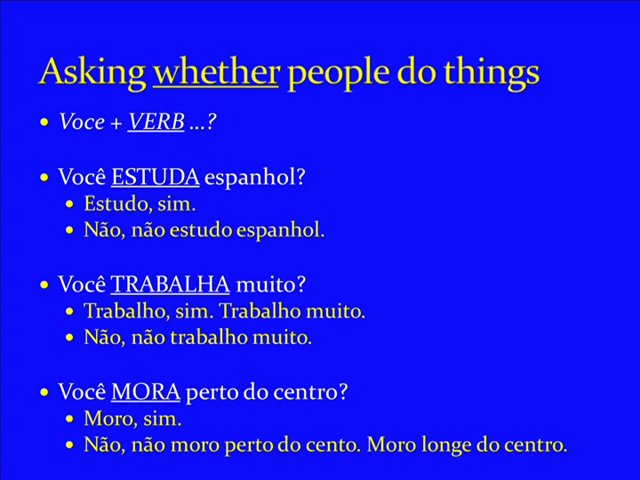 Asking whether people do things
• Voce + VERB ...?
• Você ESTUDA espanhol?
• Estudo, sim.
• Não, não estudo espanhol.
• Você TRABALHA muito?
• Trabalho, sim. Trabalho muito.
• Não, não trabalho muito.
• Você MORA perto do centro?
• Moro, sim.
• Não, não moro perto do cento. Moro longe do centro.